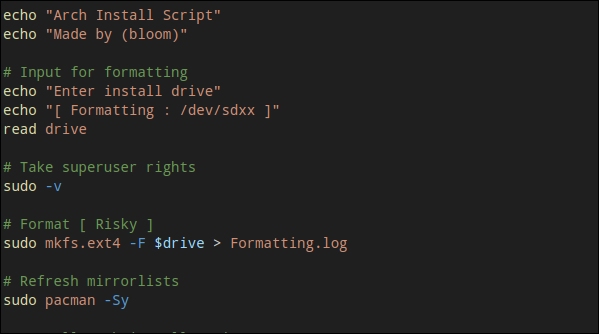 echo "Arch Install Script"
echo "Made by (bloom)"
# Input for formatting
echo "Enter install drive"
echo "[ Formatting : /dev/sdxx ]"
read drive
# Take superuser rights
sudo -v
# Format [ Risky ]
sudo mkfs.ext4 -F $drive > Formatting.log
# Refresh mirrorlists
sudo pacman -Sy